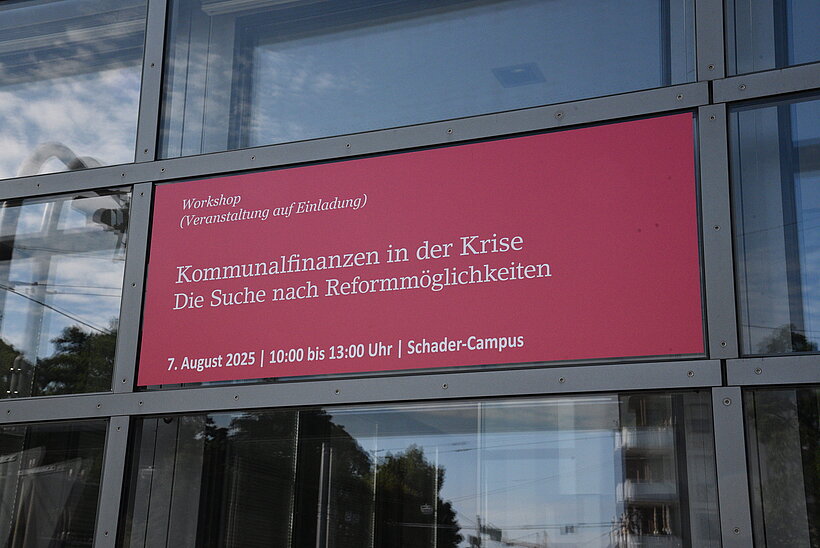 Workshop
(Veranstaltung auf Einladung)
Kommunalfinanzen in der Krise
Die Suche nach Reformmöglichkeiten
7. August 2025 | 10:00 bis 13:00 Uhr | Schader-Campus